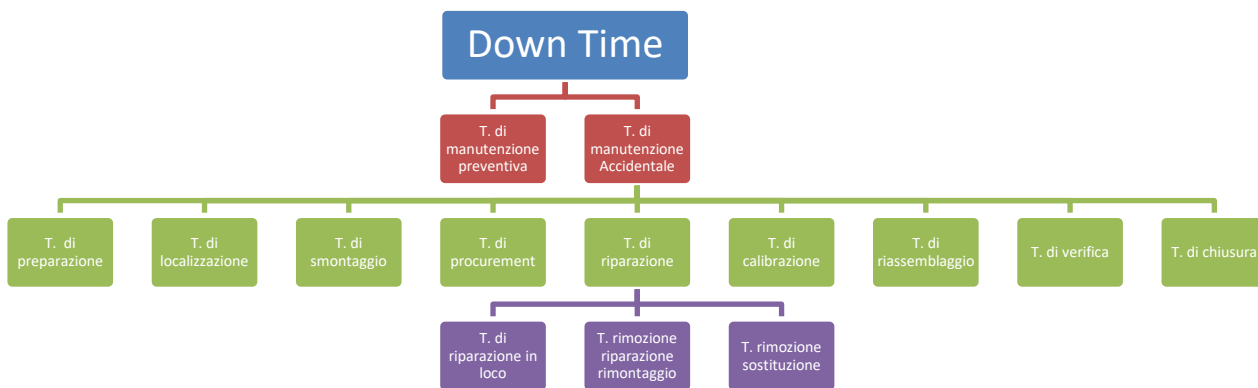 Down Time
T. di
manutenzione
preventiva
T. di
manutenzione
Accidentale
T. di
preparazione
T. di
localizzazione
T. di
smontaggio
T. di
procurement
T. di
riparazione
T. di
calibrazione
T. di
riassemblaggio
T. di verifica
T. di chiusura
T. di
riparazione in
loco
T. rimozione
riparazione
rimontaggio
T. rimozione
sostituzione